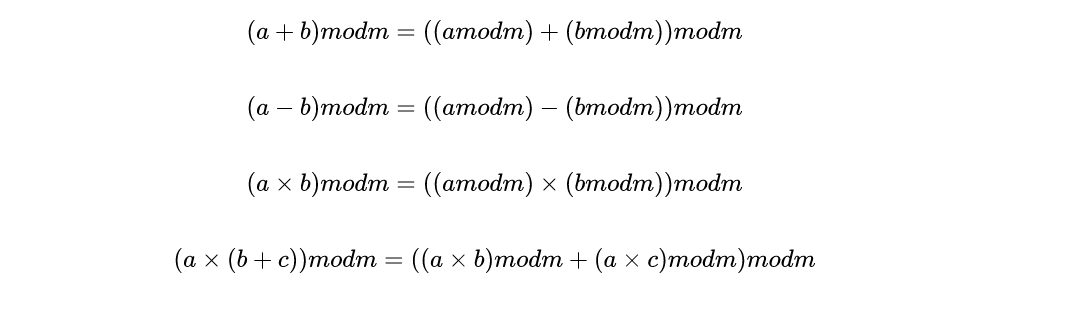 (a + b)modm = ((amodm) + (bmodm))modm
(a − b)modm = ((amodm) − (bmodm))modm
(a × b)modm = ((amodm) × (bmodm))modm
(a × (b + c))modm = ((a × b)modm + (a × c)modm)modm